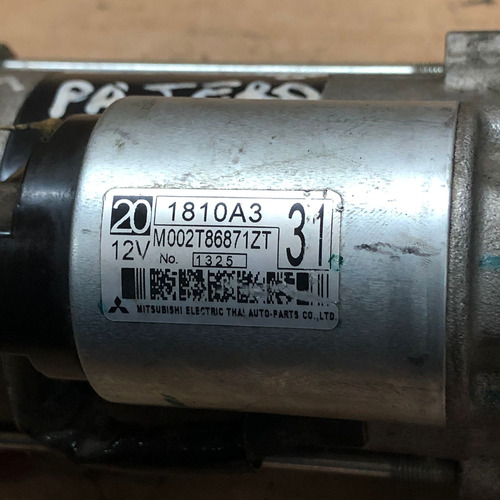 PAJERO
20 1810A3 31
12V M002T86871ZT
No. 1325
MITSUBISHI ELECTRIC THAI AUTO-PARTS CO.,LTD.